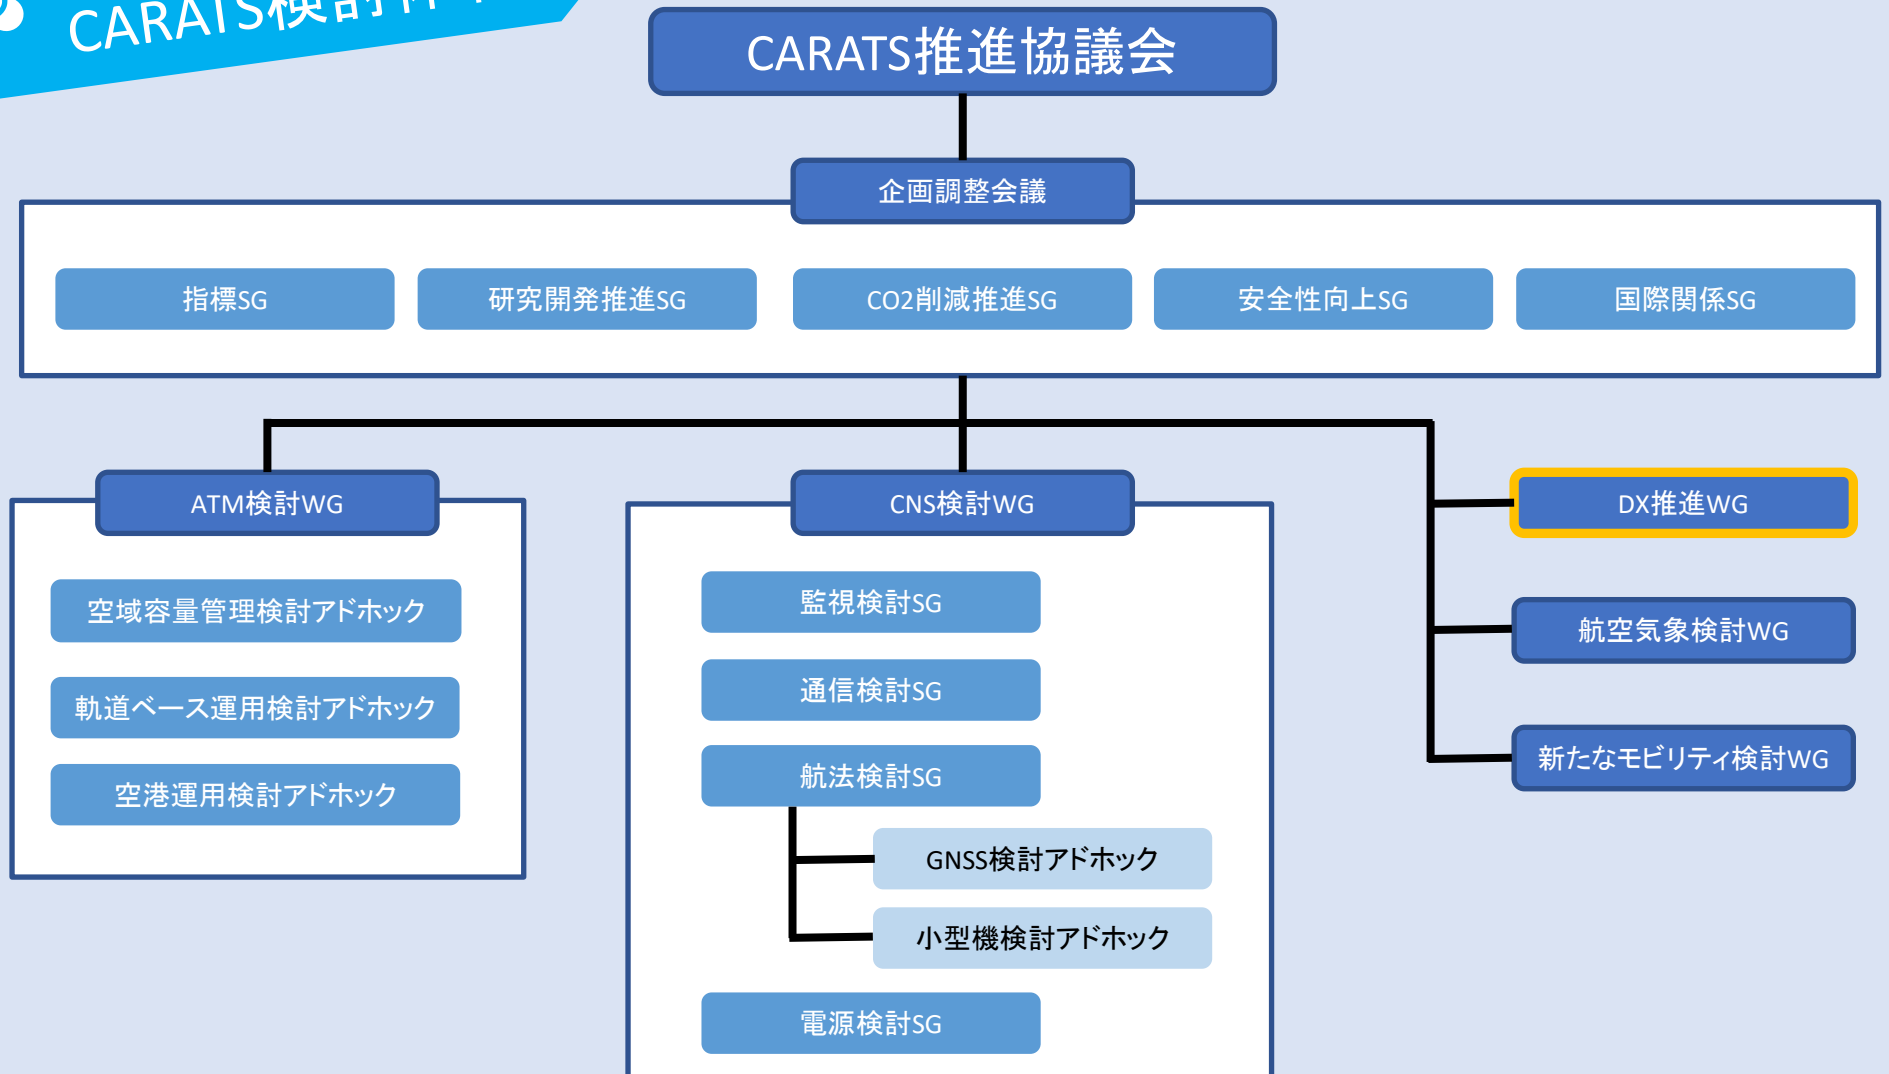 CARATS検討体
CARATS推進協議会
企画調整会議
指標SG
研究開発推進SG
CO2削減推進SG
安全性向上SG
国際関係SG
ATM検討WG
空域容量管理検討アドホック
軌道ベース運用検討アドホック
空港運用検討アドホック
CNS検討WG
監視検討SG
通信検討SG
航法検討SG
GNSS検討アドホック
小型機検討アドホック
電源検討SG
DX推進WG
航空気象検討WG
新たなモビリティ検討WG